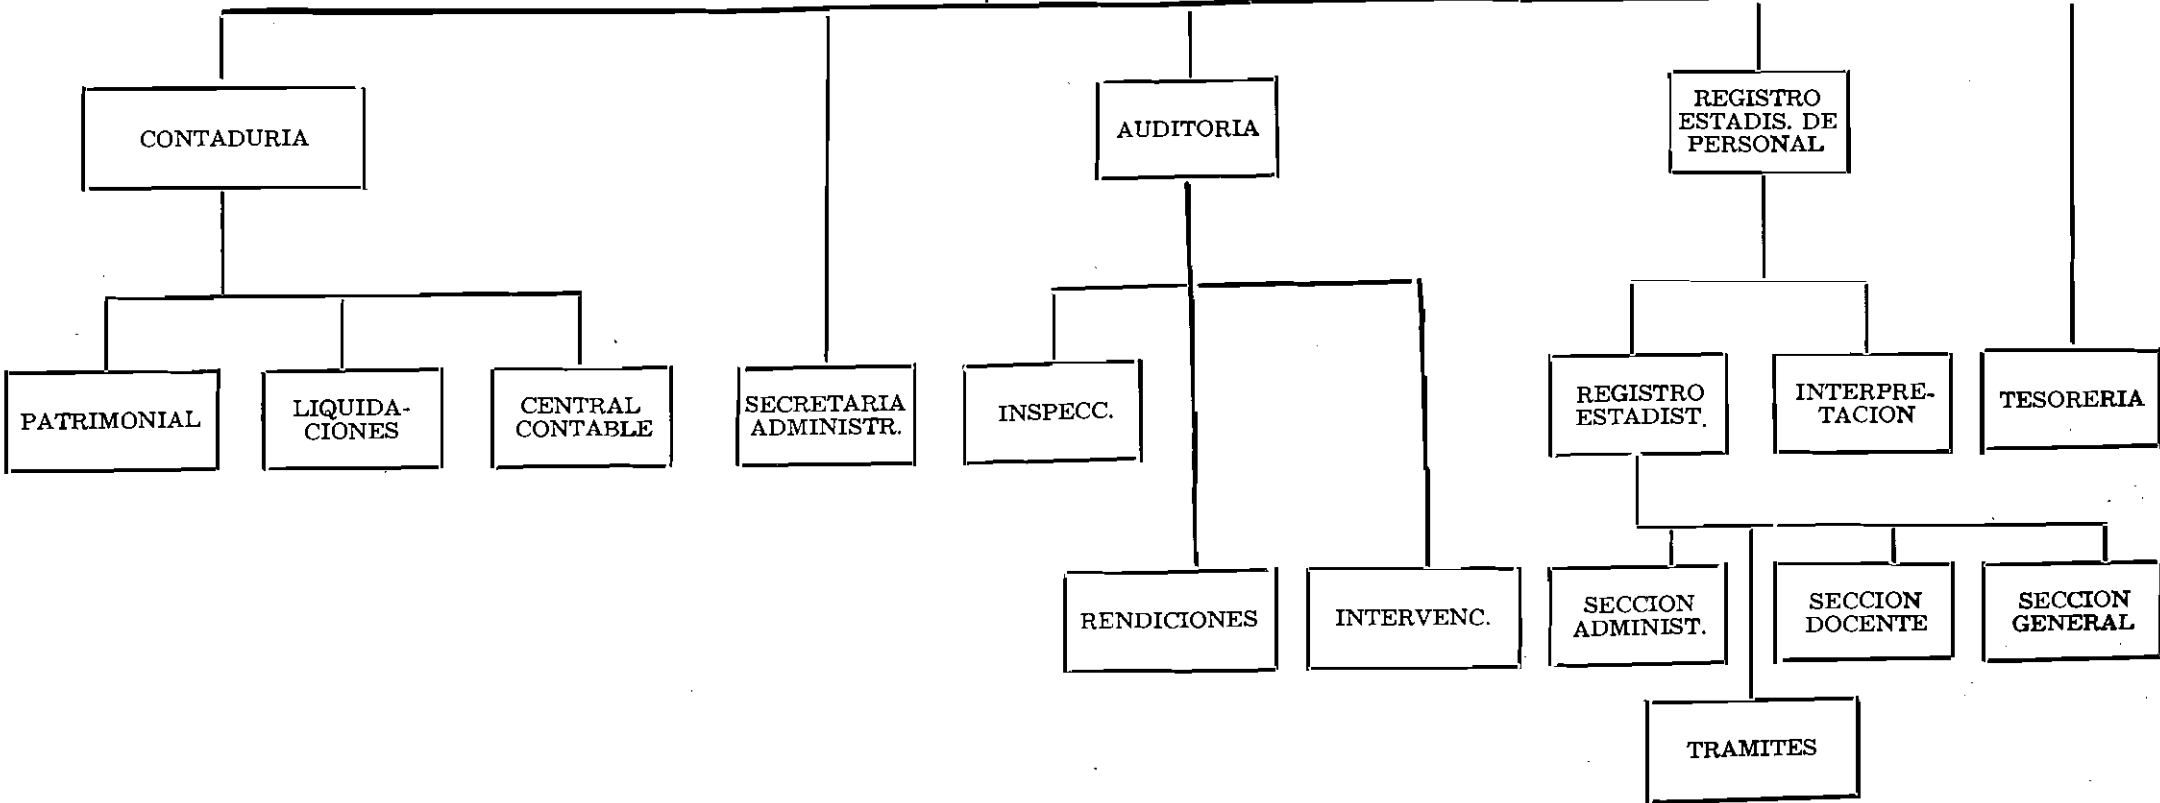 CONTADURIA
AUDITORIA
REGISTRO
ESTADIS. DE
PERSONAL
PATRIMONIAL
LIQUIDA-
CIONES
CENTRAL
CONTABLE
SECRETARIA
ADMINISTR.
INSPECC.
REGISTRO
ESTADIST.
INTERPRE-
TACION
TESORERIA
RENDICIONES
INTERVENC.
SECCION
ADMINIST.
SECCION
DOCENTE
SECCION
GENERAL
TRAMITES